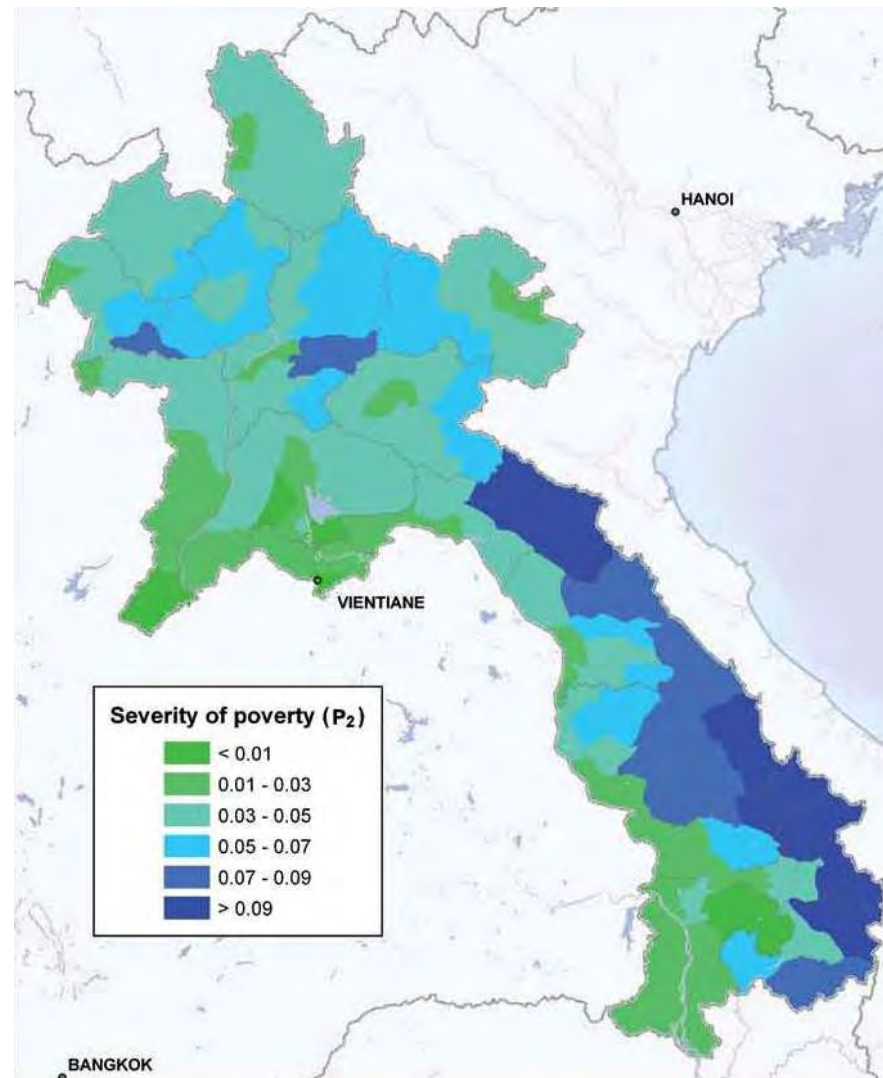 HANOI
VIENTIANE
Severity of poverty (P₂)
< 0.01
0.01 - 0.03
0.03 - 0.05
0.05 - 0.07
0.07 - 0.09
> 0.09
BANGKOK